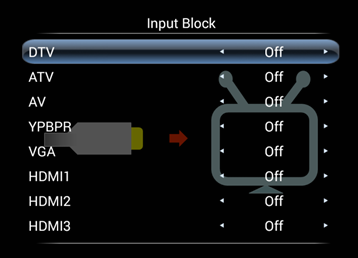 Input Block
DTV Off
ATV Off
AV Off
YPBPR Off
VGA Off
HDMI1 Off
HDMI2 Off
HDMI3 Off